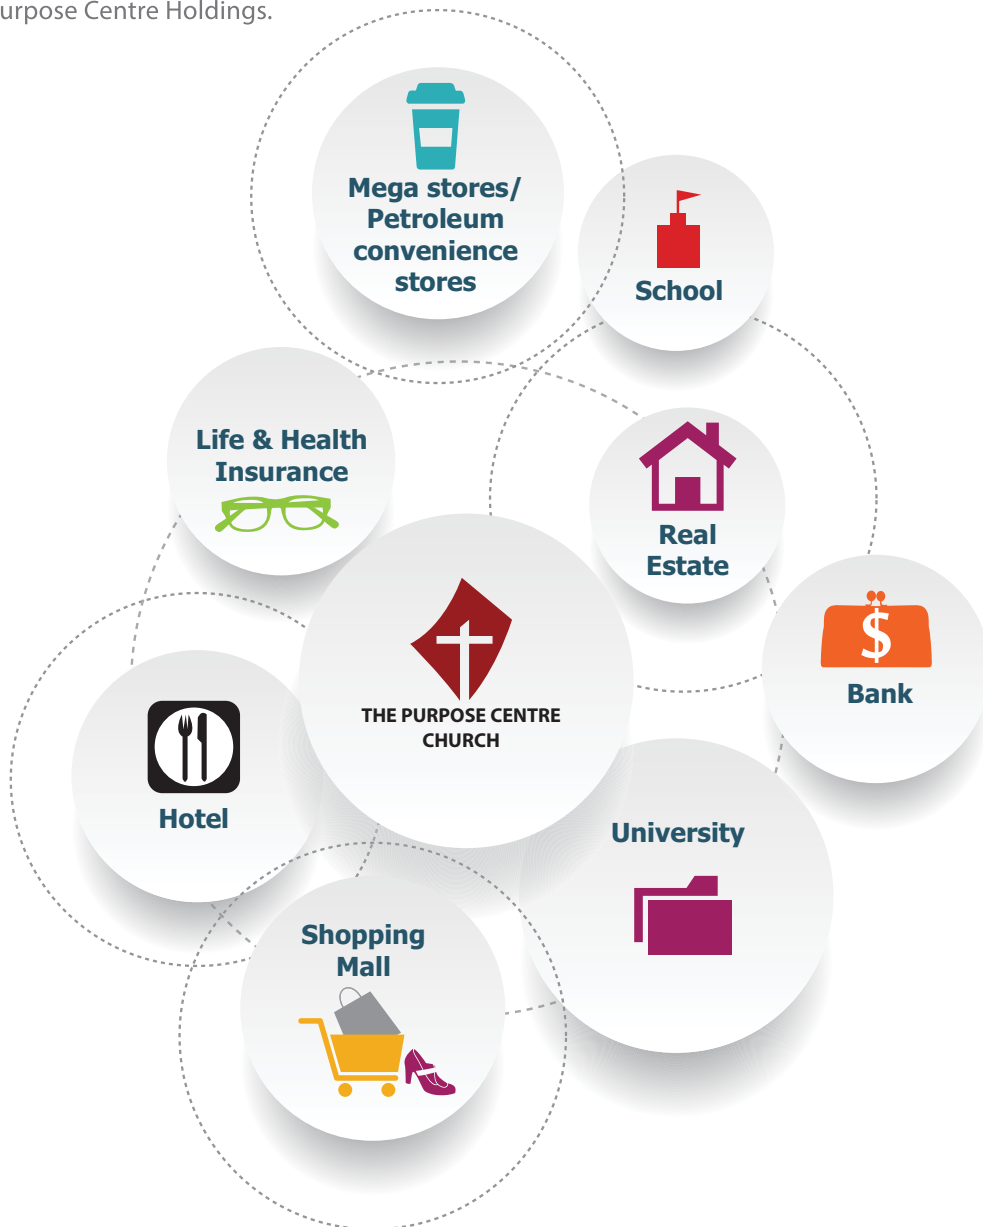 urpose Centre Holdings.
Mega stores/
Petroleum
convenience
stores
School
Life & Health
Insurance
Real
Estate
$
Bank
THE PURPOSE CENTRE
CHURCH
Hotel
University
Shopping
Mall